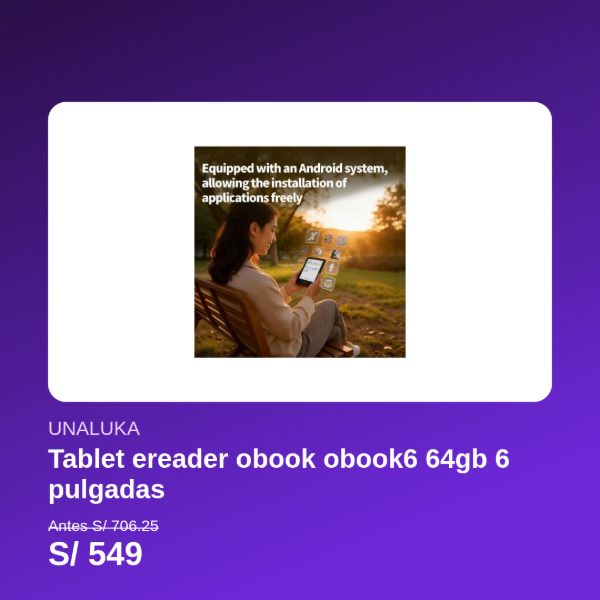 Equipped with an Android system,
allowing the installation of
applications freely
UNALUKA
Tablet ereader obook obook6 64gb 6
pulgadas
Antes S/ 706.25
S/ 549